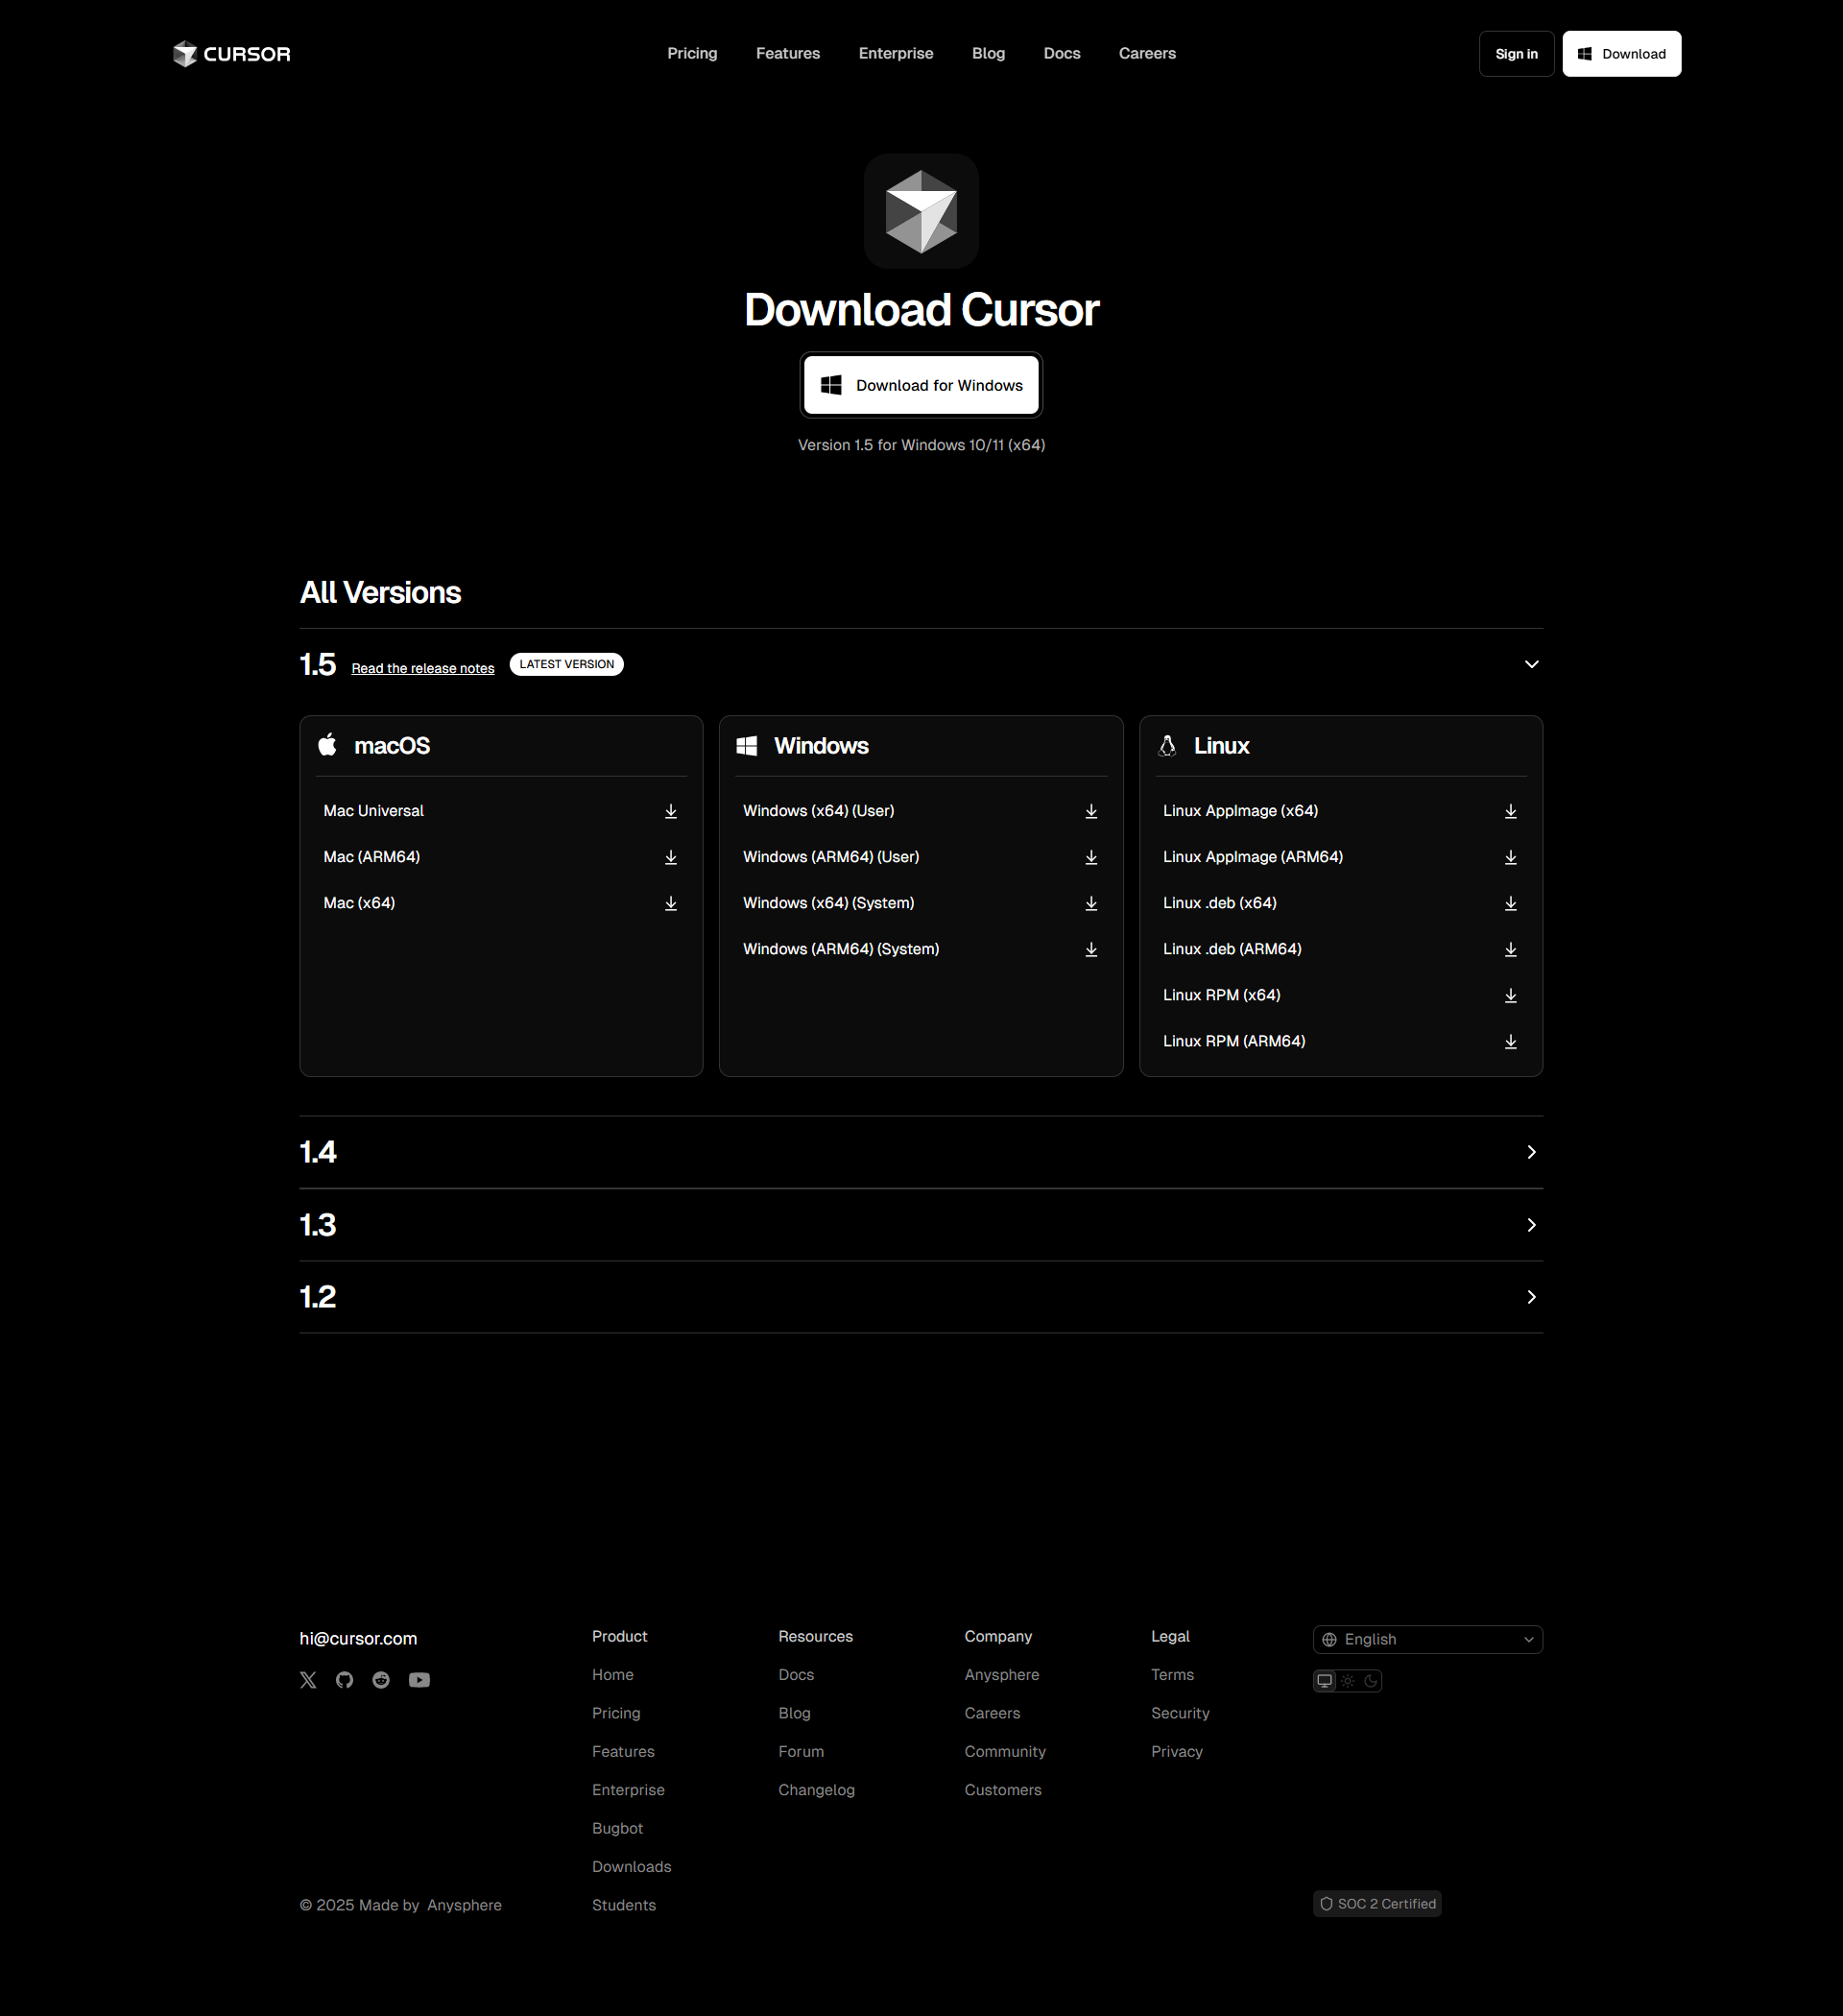 CURSOR
Pricing Features Enterprise Blog Docs Careers
Sign in Download
Download Cursor
Download for Windows
Version 1.5 for Windows 10/11 (x64)
All Versions
1.5 Read the release notes LATEST VERSION
macOS
Mac Universal
Mac (ARM64)
Mac (x64)
Windows
Windows (x64) (User)
Windows (ARM64) (User)
Windows (x64) (System)
Windows (ARM64) (System)
Linux
Linux AppImage (x64)
Linux AppImage (ARM64)
Linux .deb (x64)
Linux .deb (ARM64)
Linux RPM (x64)
Linux RPM (ARM64)
1.4
1.3
1.2
hi@cursor.com
© 2025 Made by Anysphere
Product
Home
Pricing
Features
Enterprise
Bugbot
Downloads
Students
Resources
Docs
Blog
Forum
Changelog
Company
Anysphere
Careers
Community
Customers
Legal
Terms
Security
Privacy
English
SOC 2 Certified